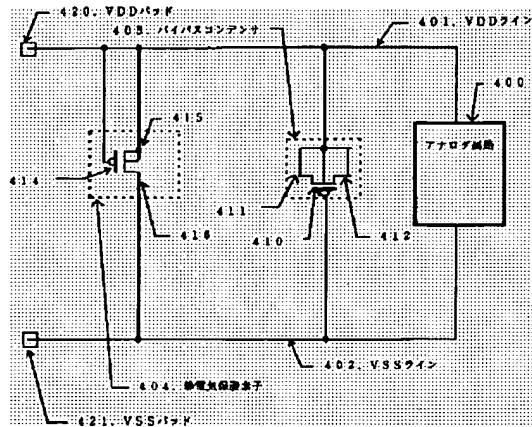 420. VDDパッド
403. バイパスコンデンサ
401. VDDライン
400
415
アナログ回路
414
411
416
410
412
402. VSSライン
404. 静電気保護素子
421. VSSパッド